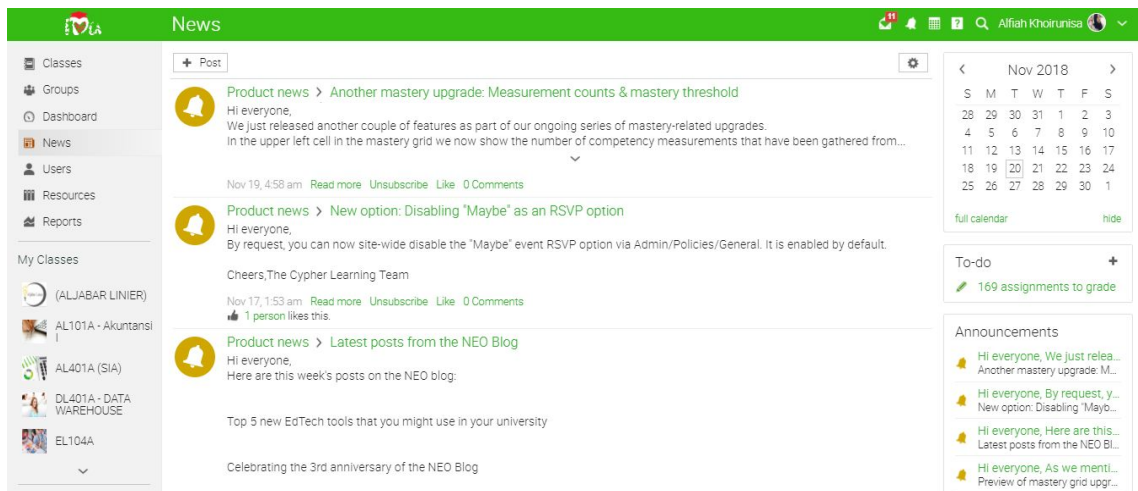 News
11
Alfiah Khoirunisa
Classes
Groups
Dashboard
News
Users
Resources
Reports
My Classes
(ALJABAR LINIER)
AL101A - Akuntansi
I
AL401A (SIA)
DL401A - DATA
WAREHOUSE
EL104A
+ Post
Product news > Another mastery upgrade: Measurement counts & mastery threshold
Hi everyone,
We just released another couple of features as part of our ongoing series of mastery-related upgrades.
In the upper left cell in the mastery grid we now show the number of competency measurements that have been gathered from...
Nov 19, 4:58 am Read more Unsubscribe Like 0 Comments
Product news > New option: Disabling "Maybe" as an RSVP option
Hi everyone,
By request, you can now site-wide disable the "Maybe" event RSVP option via Admin/Policies/General. It is enabled by default.
Cheers,The Cypher Learning Team
Nov 17, 1:53 am Read more Unsubscribe Like 0 Comments
1 person likes this.
Product news > Latest posts from the NEO Blog
Hi everyone,
Here are this week's posts on the NEO blog:
Top 5 new EdTech tools that you might use in your university
Celebrating the 3rd anniversary of the NEO Blog
< Nov 2018 >
S M T W T F S
28 29 30 31 1 2 3
4 5 6 7 8 9 10
11 12 13 14 15 16 17
18 19 20 21 22 23 24
25 26 27 28 29 30 1
full calendar hide
To-do +
169 assignments to grade
Announcements
Hi everyone, We just relea...
Another mastery upgrade: M...
Hi everyone, By request, y...
New option: Disabling "Mayb...
Hi everyone, Here are this...
Latest posts from the NEO Bl...
Hi everyone, As we menti...
Preview of mastery grid upgr...